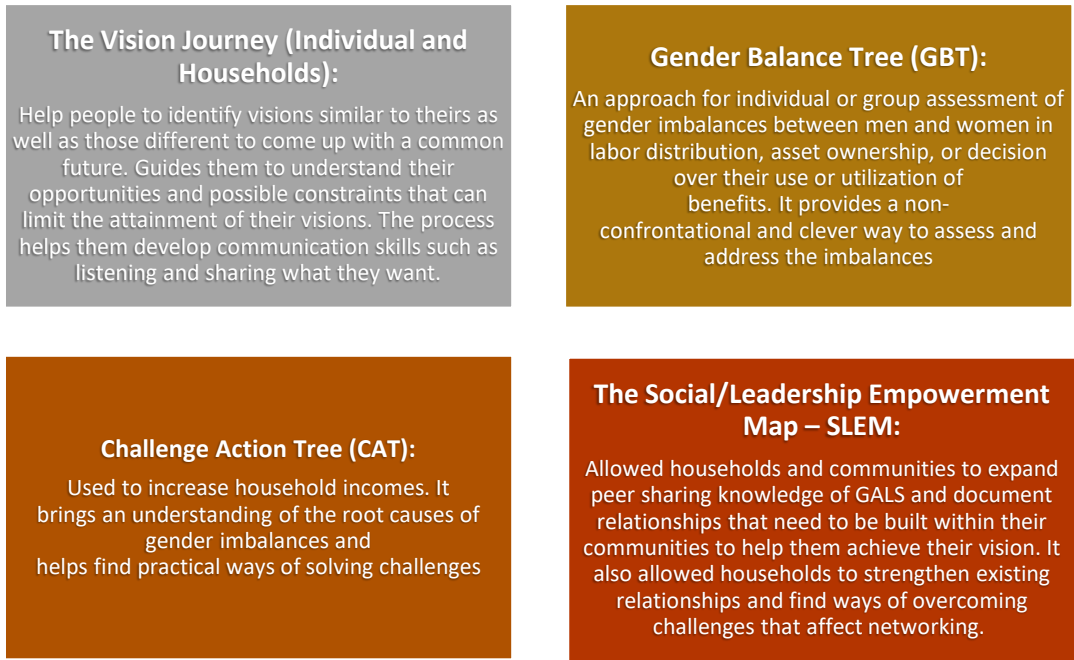 The Vision Journey (Individual and
Households):
Help people to identify visions similar to theirs as
well as those different to come up with a common
future. Guides them to understand their
opportunities and possible constraints that can
limit the attainment of their visions. The process
helps them develop communication skills such as
listening and sharing what they want.
Gender Balance Tree (GBT):
An approach for individual or group assessment of
gender imbalances between men and women in
labor distribution, asset ownership, or decision
over their use or utilization of
benefits. It provides a non-
confrontational and clever way to assess and
address the imbalances
Challenge Action Tree (CAT):
Used to increase household incomes. It
brings an understanding of the root causes of
gender imbalances and
helps find practical ways of solving challenges
The Social/Leadership Empowerment
Map – SLEM:
Allowed households and communities to expand
peer sharing knowledge of GALS and document
relationships that need to be built within their
communities to help them achieve their vision. It
also allowed households to strengthen existing
relationships and find ways of overcoming
challenges that affect networking.